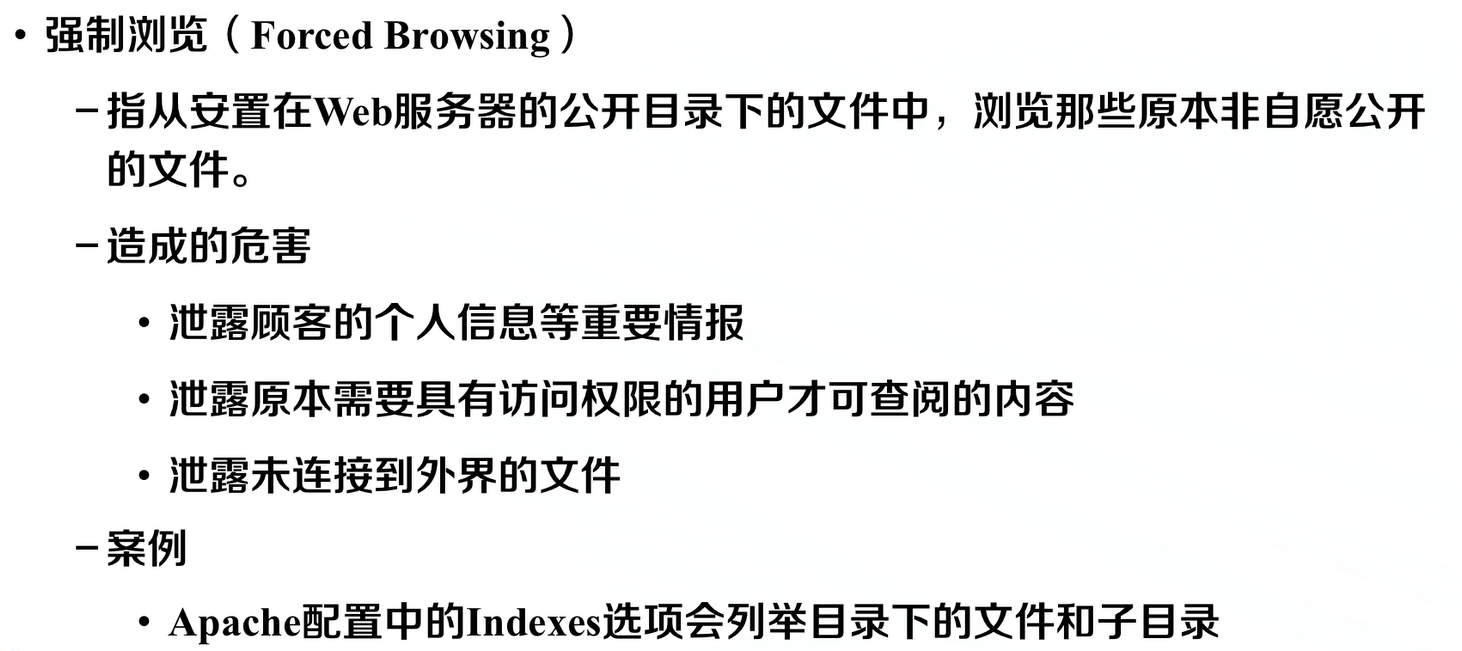 • 强制浏览（Forced Browsing）
–指从安置在Web服务器的公开目录下的文件中，浏览那些原本非自愿公开
的文件。
–造成的危害
• 泄露顾客的个人信息等重要情报
• 泄露原本需要具有访问权限的用户才可查阅的内容
• 泄露未连接到外界的文件
–案例
• Apache配置中的Indexes选项会列举目录下的文件和子目录